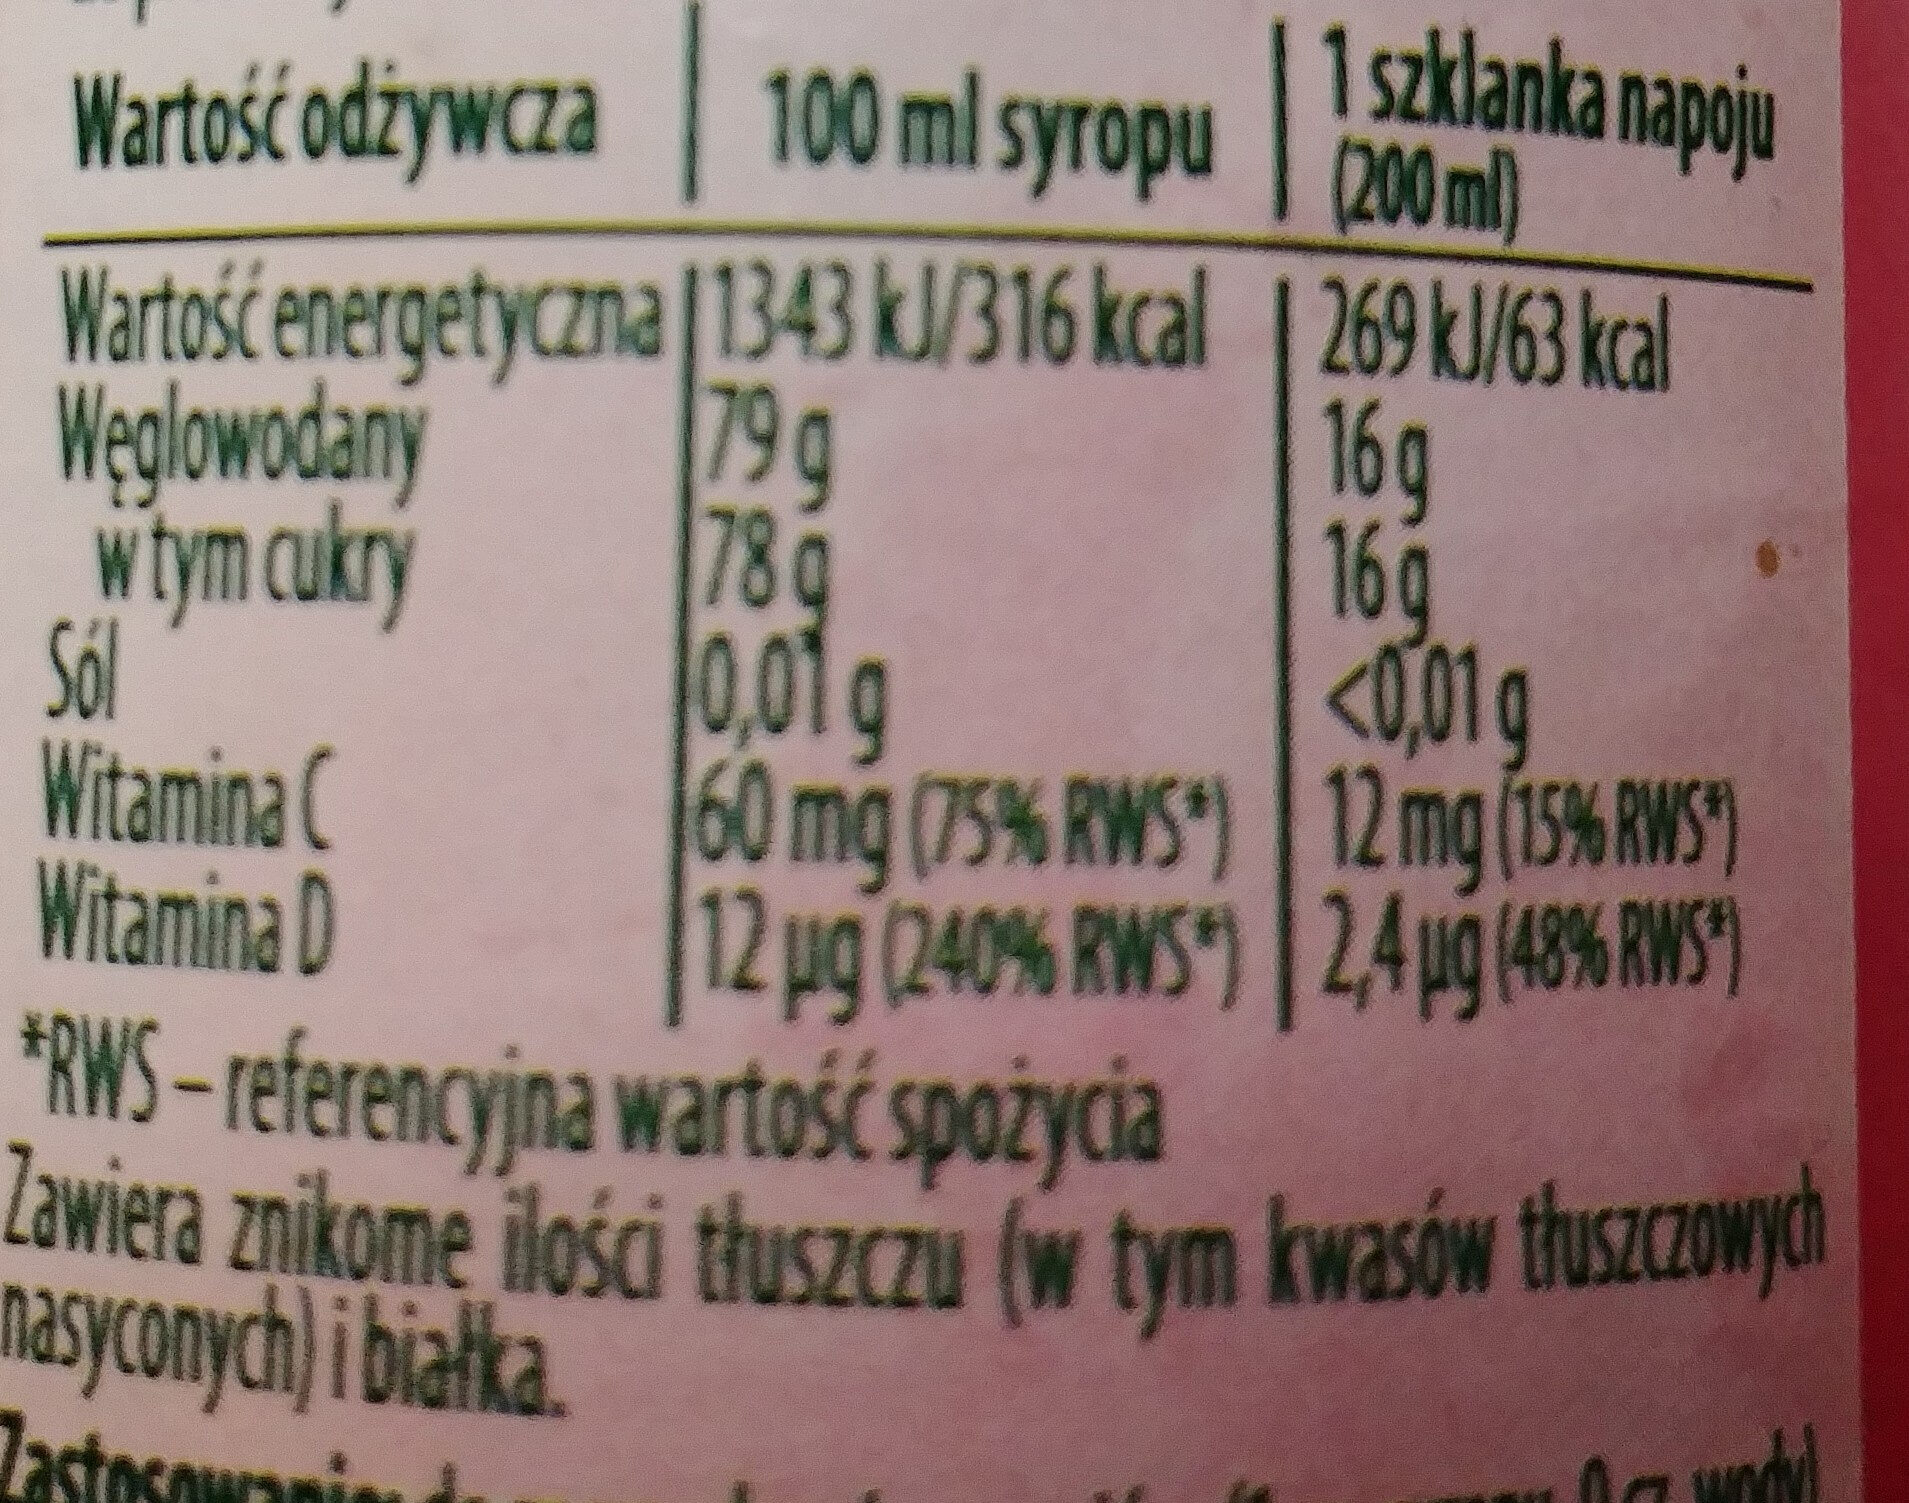 Wartość odżywcza 100 ml syropu 1 szklanka napoju
(200 ml)
Wartość energetyczna 1343 kJ/316 kcal 269 kJ/63 kcal
Węglowodany 79 g 16 g
w tym cukry 78 g 16 g
Sól 0,01 g <0,01 g
Witamina C 60 mg (75% RWS*) 12 mg (15% RWS*)
Witamina D 12 µg (240% RWS*) 2,4 µg (48% RWS*)
*RWS – referencyjna wartość spożycia
Zawiera znikome ilości tłuszczu (w tym kwasów tłuszczowych
nasyconych) i białka.
wody)